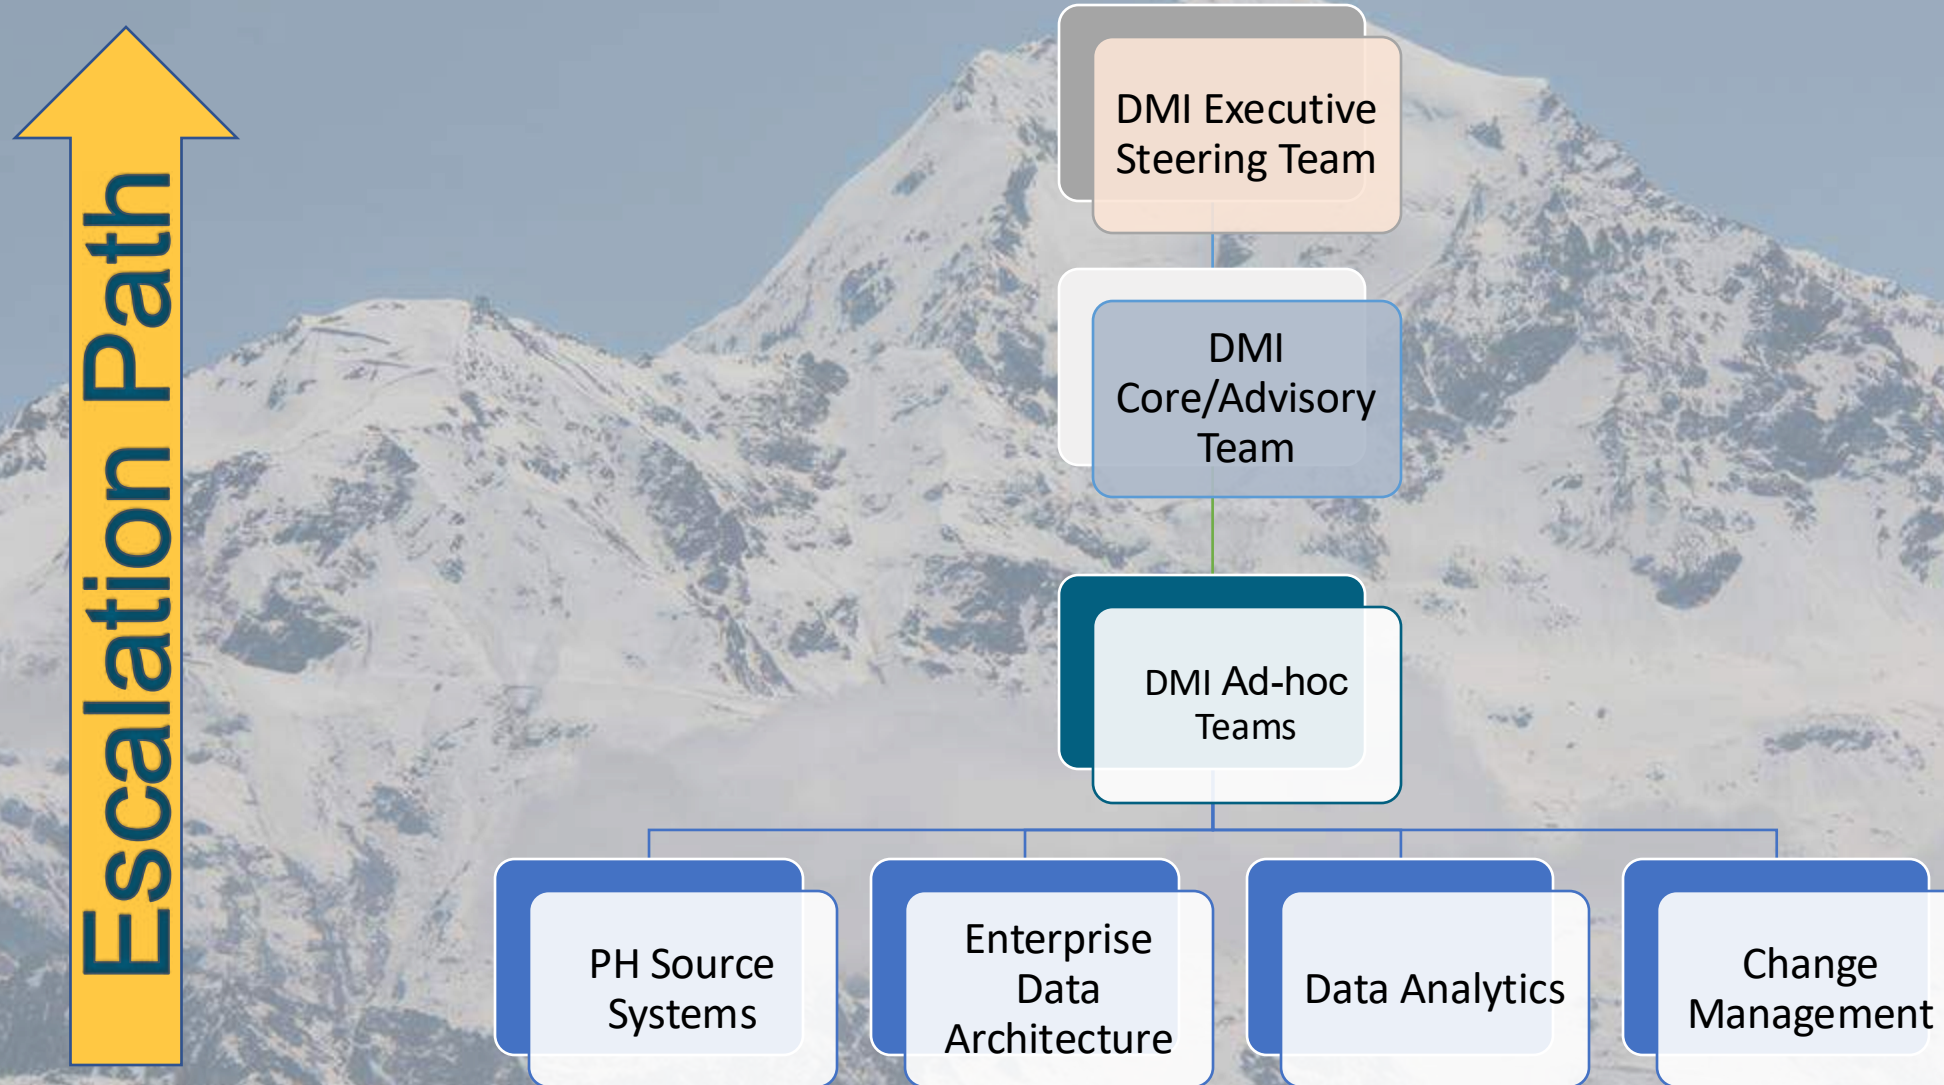 Escalation Path
DMI Executive
Steering Team
DMI
Core/Advisory
Team
DMI Ad-hoc
Teams
PH Source
Systems
Enterprise
Data
Architecture
Data Analytics
Change
Management